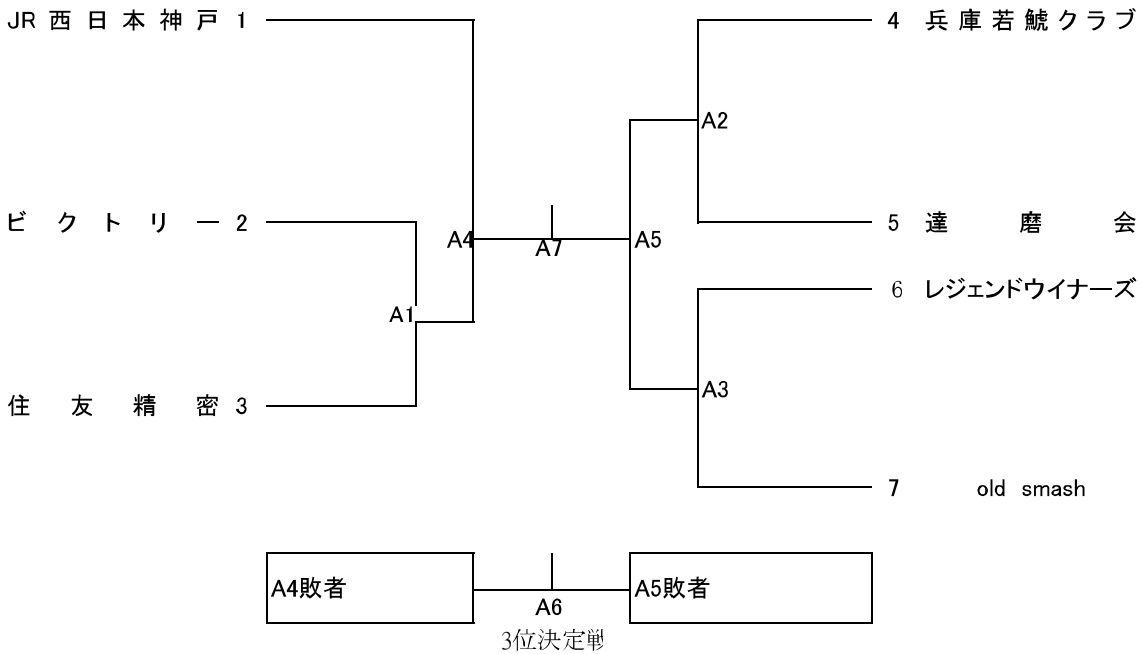 JR西日本神戸 1
4 兵庫若鯱クラブ
A2
ビクトリー 2
5 達磨会
A4
A7
A5
6 レジェンドウイナーズ
A1
A3
住友精密 3
7 old smash
A4敗者
A5敗者
A6
3位決定戦